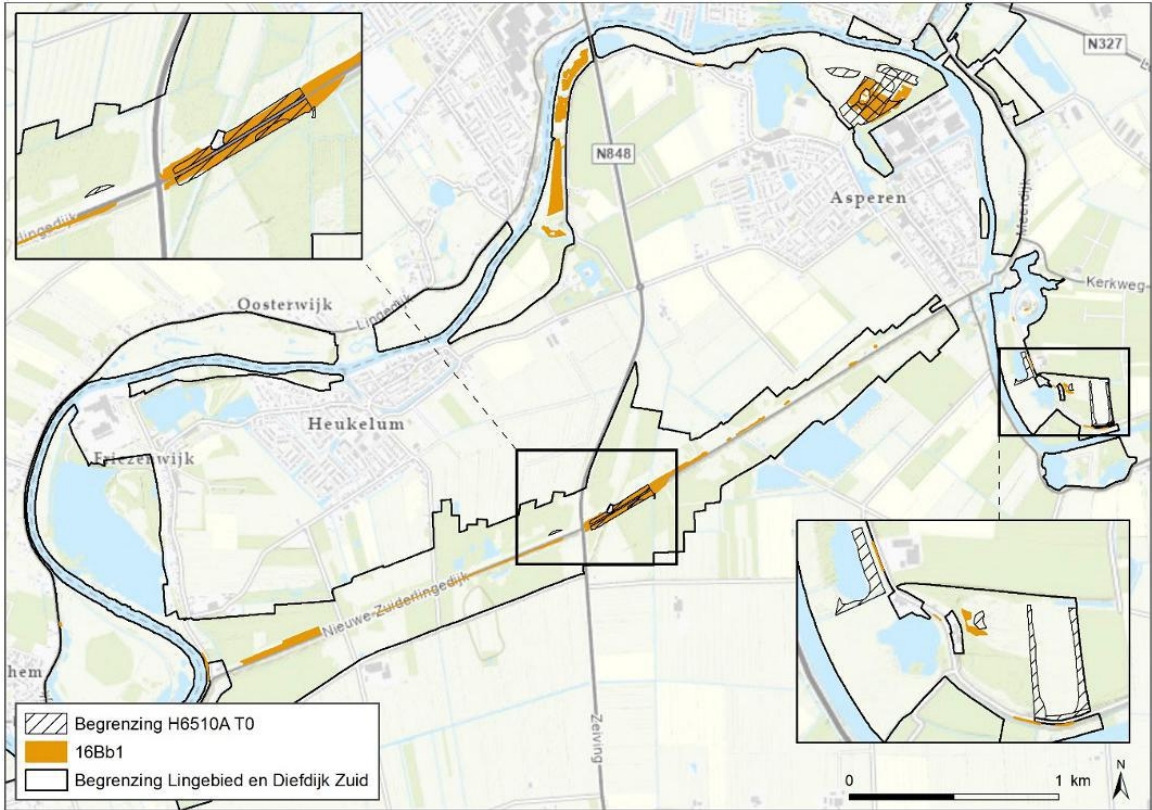 N327
N848
Asperen
Meerdijk
Kerkweg
Oosterwijk
Lingedijk
Heukelum
Friezenwijk
Nieuwe Zuiderlingedijk
Zeiving
hem
lingedijk
Begrenzing H6510A T0
16Bb1
Begrenzing Lingebied en Diefdijk Zuid
0
1 km
N